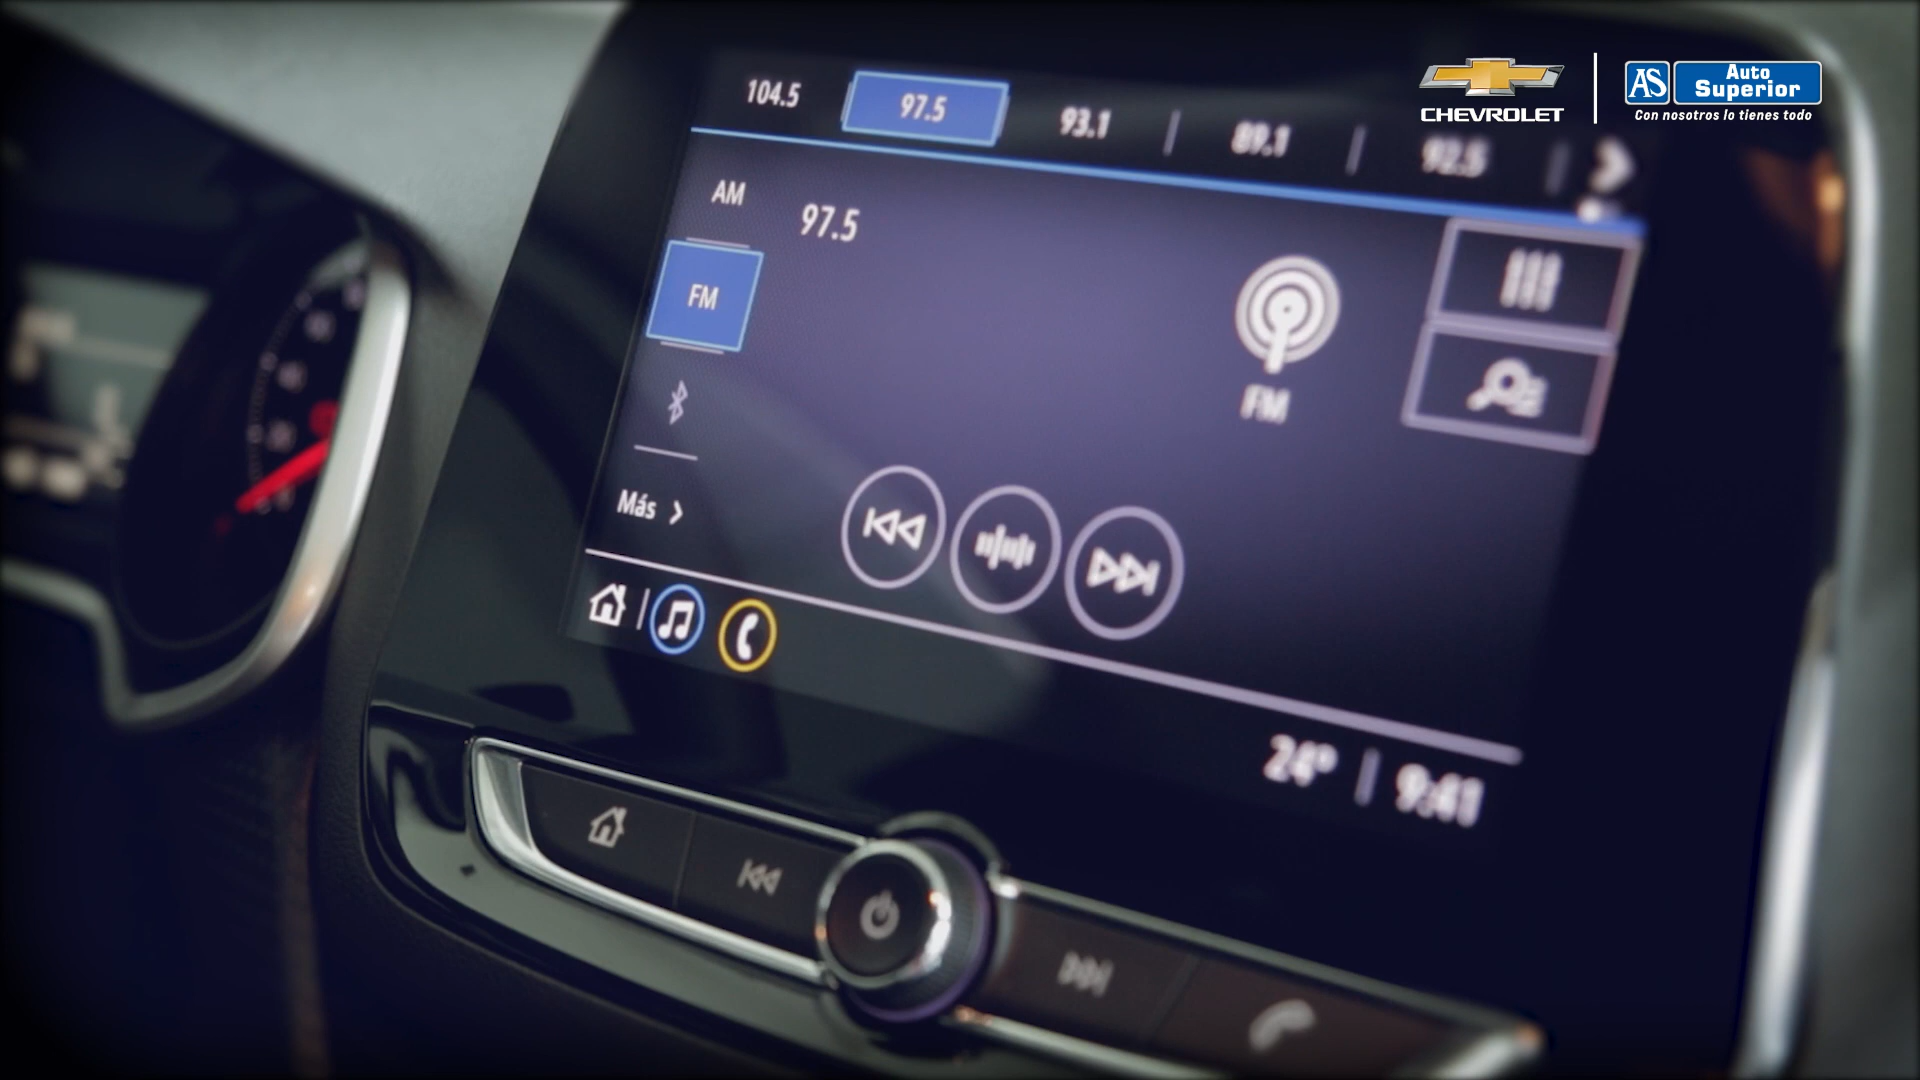 CHEVROLET
AS Auto Superior
Con nosotros lo tienes todo
104.5 97.5 93.1 89.1 92.5
AM 97.5
FM
FM
Más
24° 9:41